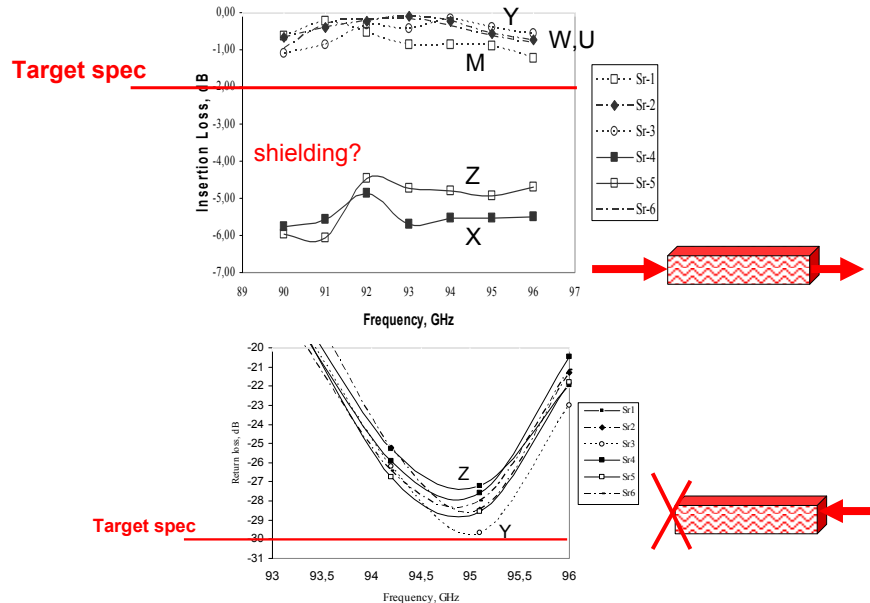 0,00
-1,00
-2,00
-3,00
-4,00
-5,00
-6,00
-7,00
Insertion Loss, dB
89 90 91 92 93 94 95 96 97
Frequency, GHz
Y
W,U
M
Target spec
shielding?
Z
X
Sr-1
Sr-2
Sr-3
Sr-4
Sr-5
Sr-6
-20
-21
-22
-23
-24
-25
-26
-27
-28
-29
-30
-31
Return loss, dB
Z
Y
Target spec
93 93,5 94 94,5 95 95,5 96
Frequency, GHz
Sr1
Sr2
Sr3
Sr4
Sr5
Sr6